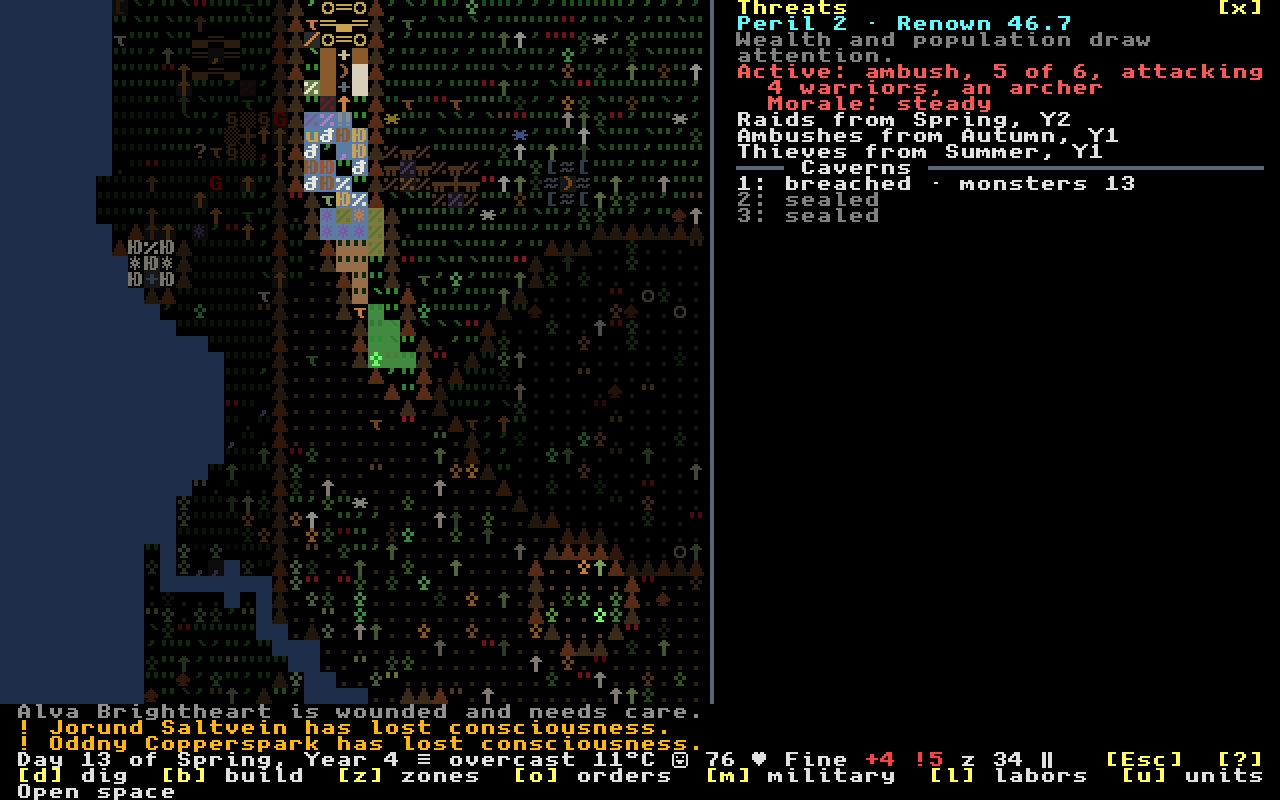 Threats [x]
Peril 2 · Renown 46.7
Wealth and population draw
attention.
Active: ambush, 5 of 6, attacking
4 warriors, an archer
Morale: steady
Raids from Spring, Y2
Ambushes from Autumn, Y1
Thieves from Summer, Y1
Caverns
1: breached · monsters 13
2: sealed
3: sealed
Alva Brightheart is wounded and needs care.
! Jorund Saltvein has lost consciousness.
! Oddny Copperspark has lost consciousness.
Day 13 of Spring, Year 4 ≡ overcast 11°C ☺ 76 ♥ Fine +4 !5 z 34 ‖ [Esc] [?]
[d] dig [b] build [z] zones [o] orders [m] military [l] labors [u] units
Open space